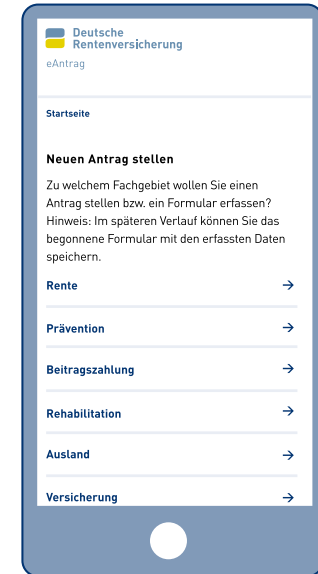 Deutsche
Rentenversicherung
eAntrag
Startseite
Neuen Antrag stellen
Zu welchem Fachgebiet wollen Sie einen
Antrag stellen bzw. ein Formular erfassen?
Hinweis: Im späteren Verlauf können Sie das
begonnene Formular mit den erfassten Daten
speichern.
Rente
Prävention
Beitragszahlung
Rehabilitation
Ausland
Versicherung